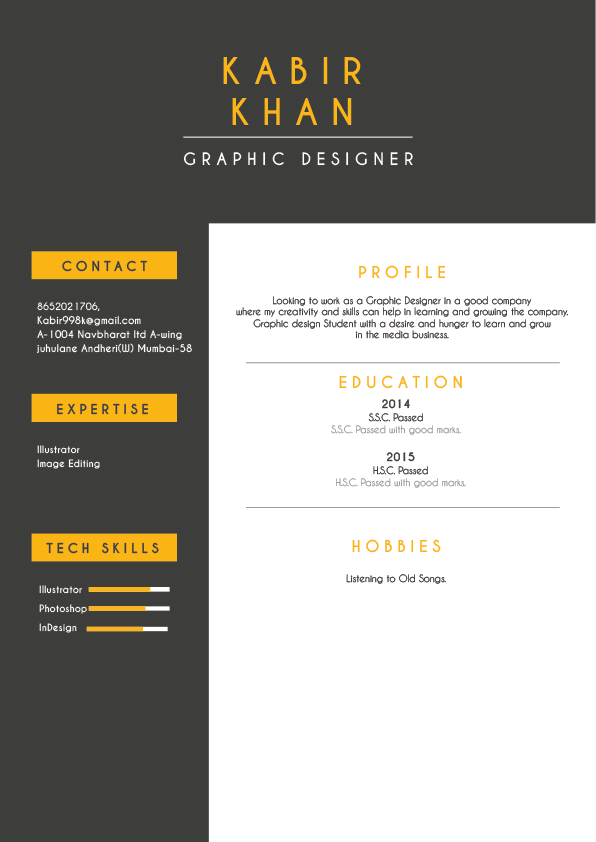 KABIR
KHAN
GRAPHIC DESIGNER
CONTACT
8652021706,
Kabir998k@gmail.com
A-1004 Navbharat ltd A-wing
juhulane Andheri(W) Mumbai-58
EXPERTISE
Illustrator
Image Editing
TECH SKILLS
Illustrator
Photoshop
InDesign
PROFILE
Looking to work as a Graphic Designer in a good company
where my creativity and skills can help in learning and growing the company.
Graphic design Student with a desire and hunger to learn and grow
in the media business.
EDUCATION
2014
S.S.C. Passed
S.S.C. Passed with good marks.
2015
H.S.C. Passed
H.S.C. Passed with good marks.
HOBBIES
Listening to Old Songs.